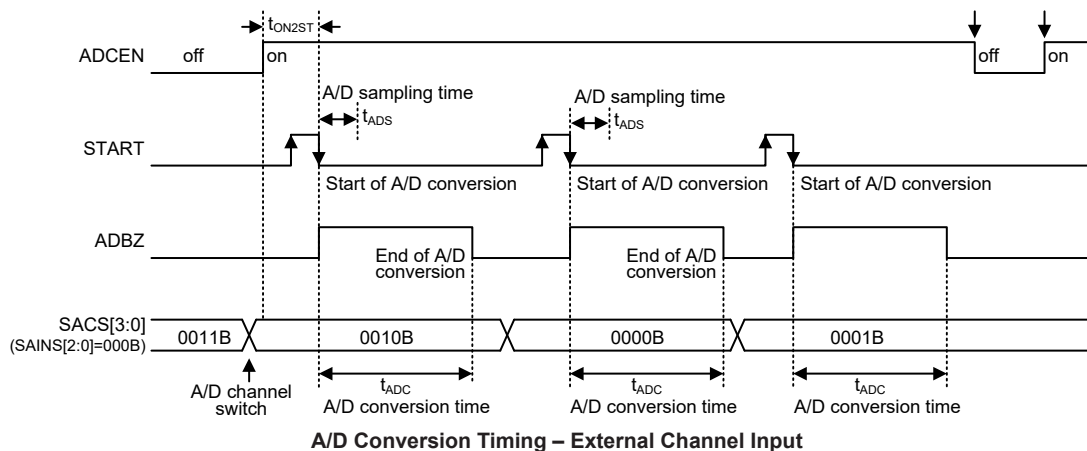 tON2ST
ADCEN
off
on
off
on
A/D sampling time
tADS
A/D sampling time
tADS
START
Start of A/D conversion
Start of A/D conversion
Start of A/D conversion
ADBZ
End of A/D
conversion
End of A/D
conversion
SACS[3:0]
(SAINS[2:0]=000B)
0011B
0010B
0000B
0001B
A/D channel
switch
tADC
A/D conversion time
tADC
A/D conversion time
tADC
A/D conversion time
A/D Conversion Timing – External Channel Input